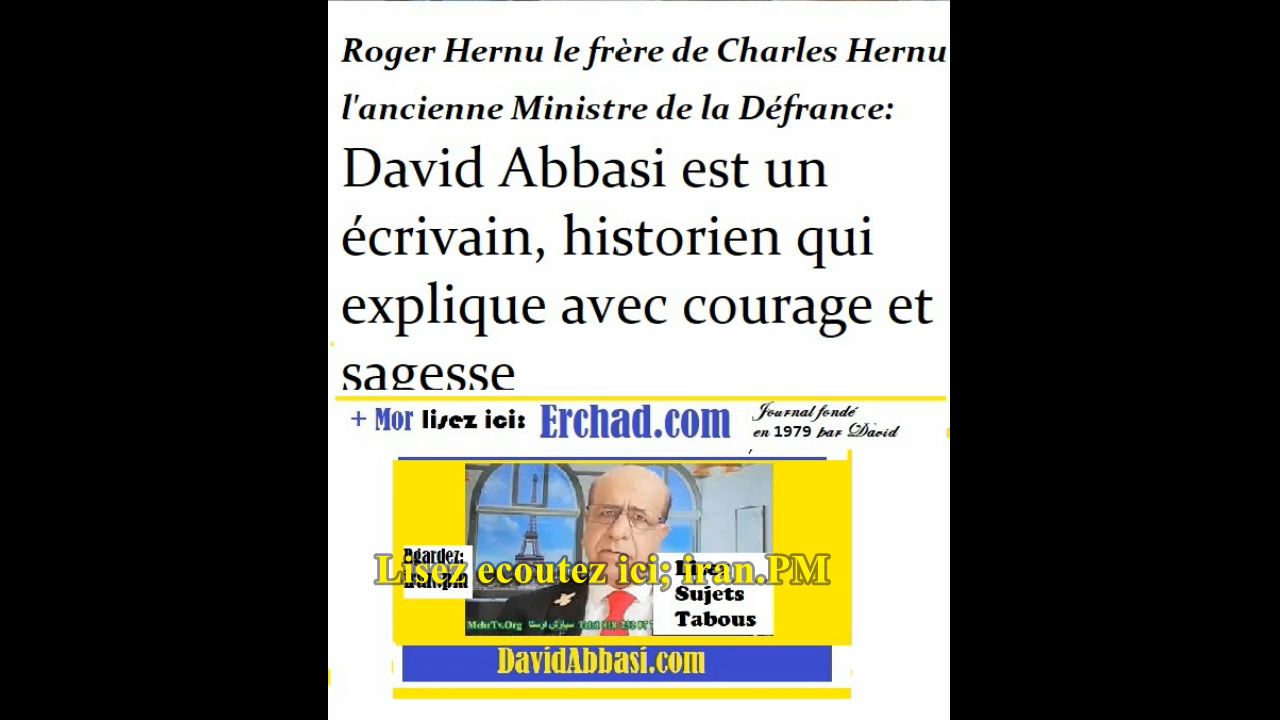 Roger Hernu le frère de Charles Hernu
l'ancienne Ministre de la Défrance:
David Abbasi est un
écrivain, historien qui
explique avec courage et
sagesse
+ Mor lisez ici: Erchad.com
Journal fondé
en 1979 par David
Lisez ecoutez ici; iran.PM
Sujets
Tabous
MehrTv.Org سپارش اوستا
DavidAbbasi.com